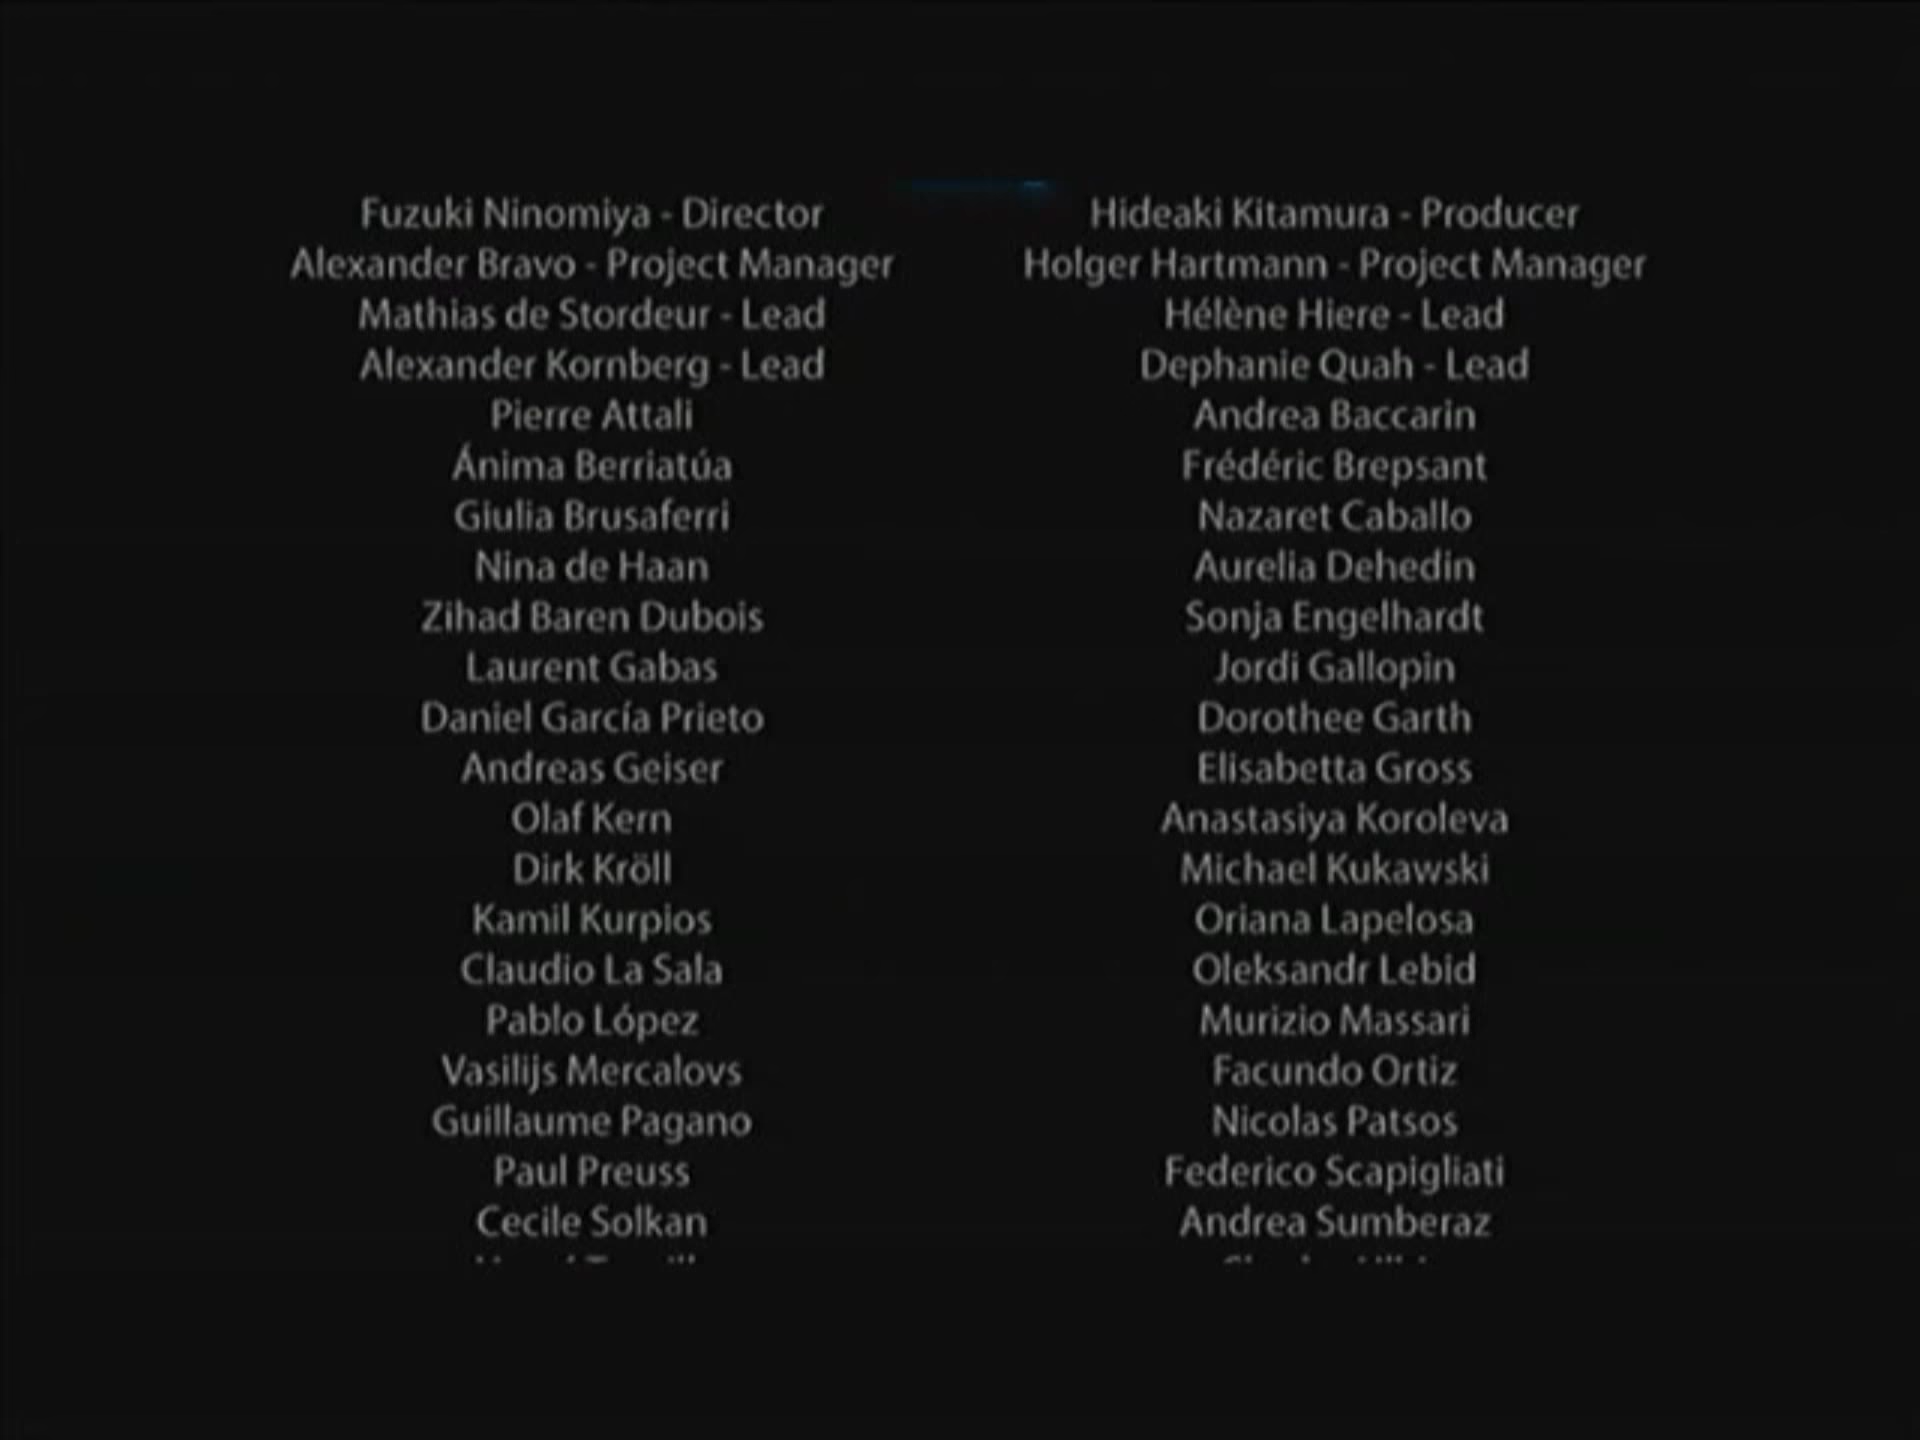 Fuzuki Ninomiya - Director
Hideaki Kitamura - Producer
Alexander Bravo - Project Manager
Holger Hartmann - Project Manager
Mathias de Stordeur - Lead
Hélène Hiere - Lead
Alexander Kornberg - Lead
Dephanie Quah - Lead
Pierre Attali
Andrea Baccarin
Ánima Berriatúa
Frédéric Brepsant
Giulia Brusaferri
Nazaret Caballo
Nina de Haan
Aurelia Dehedin
Zihad Baren Dubois
Sonja Engelhardt
Laurent Gabas
Jordi Gallopin
Daniel García Prieto
Dorothee Garth
Andreas Geiser
Elisabetta Gross
Olaf Kern
Anastasiya Koroleva
Dirk Kröll
Michael Kukawski
Kamil Kurpios
Oriana Lapelosa
Claudio La Sala
Oleksandr Lebid
Pablo López
Murizio Massari
Vasilijs Mercalovs
Facundo Ortiz
Guillaume Pagano
Nicolas Patsos
Paul Preuss
Federico Scapigliati
Cecile Solkan
Andrea Sumberaz